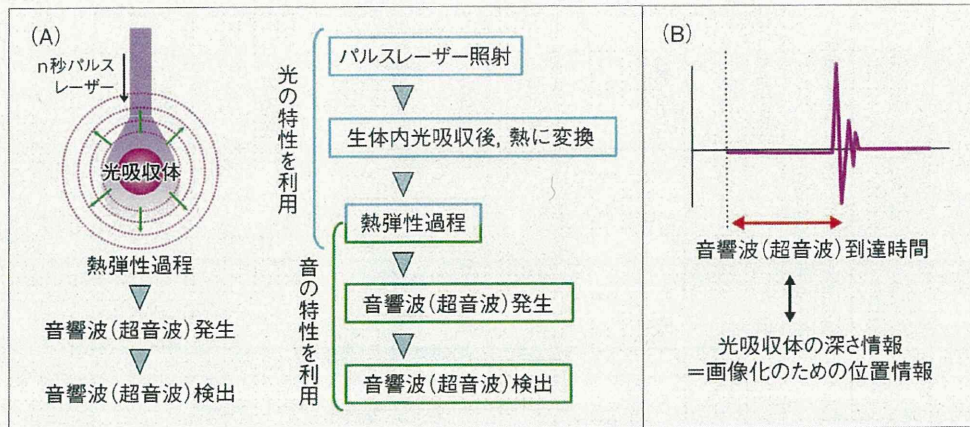 (A)
n秒パルス
レーザー
光吸収体
熱弾性過程
音響波(超音波)発生
音響波(超音波)検出
光の特性を利用
音の特性を利用
パルスレーザー照射
生体内光吸収後, 熱に変換
熱弾性過程
音響波(超音波)発生
音響波(超音波)検出
(B)
音響波(超音波)到達時間
光吸収体の深さ情報
=画像化のための位置情報